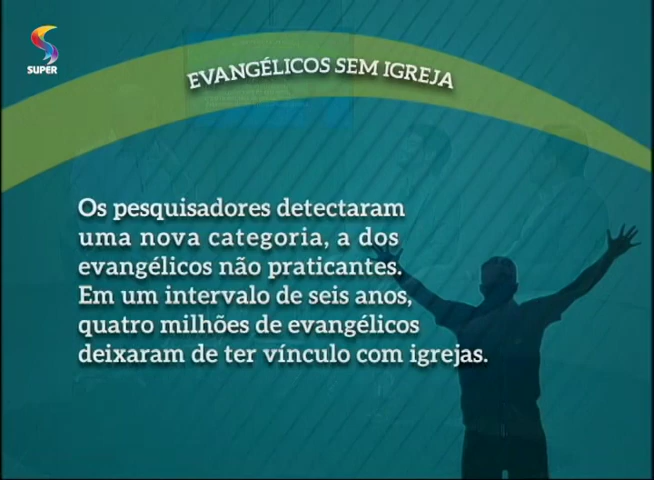 SUPER
EVANGÉLICOS SEM IGREJA
Os pesquisadores detectaram
uma nova categoria, a dos
evangélicos não praticantes.
Em um intervalo de seis anos,
quatro milhões de evangélicos
deixaram de ter vínculo com igrejas.